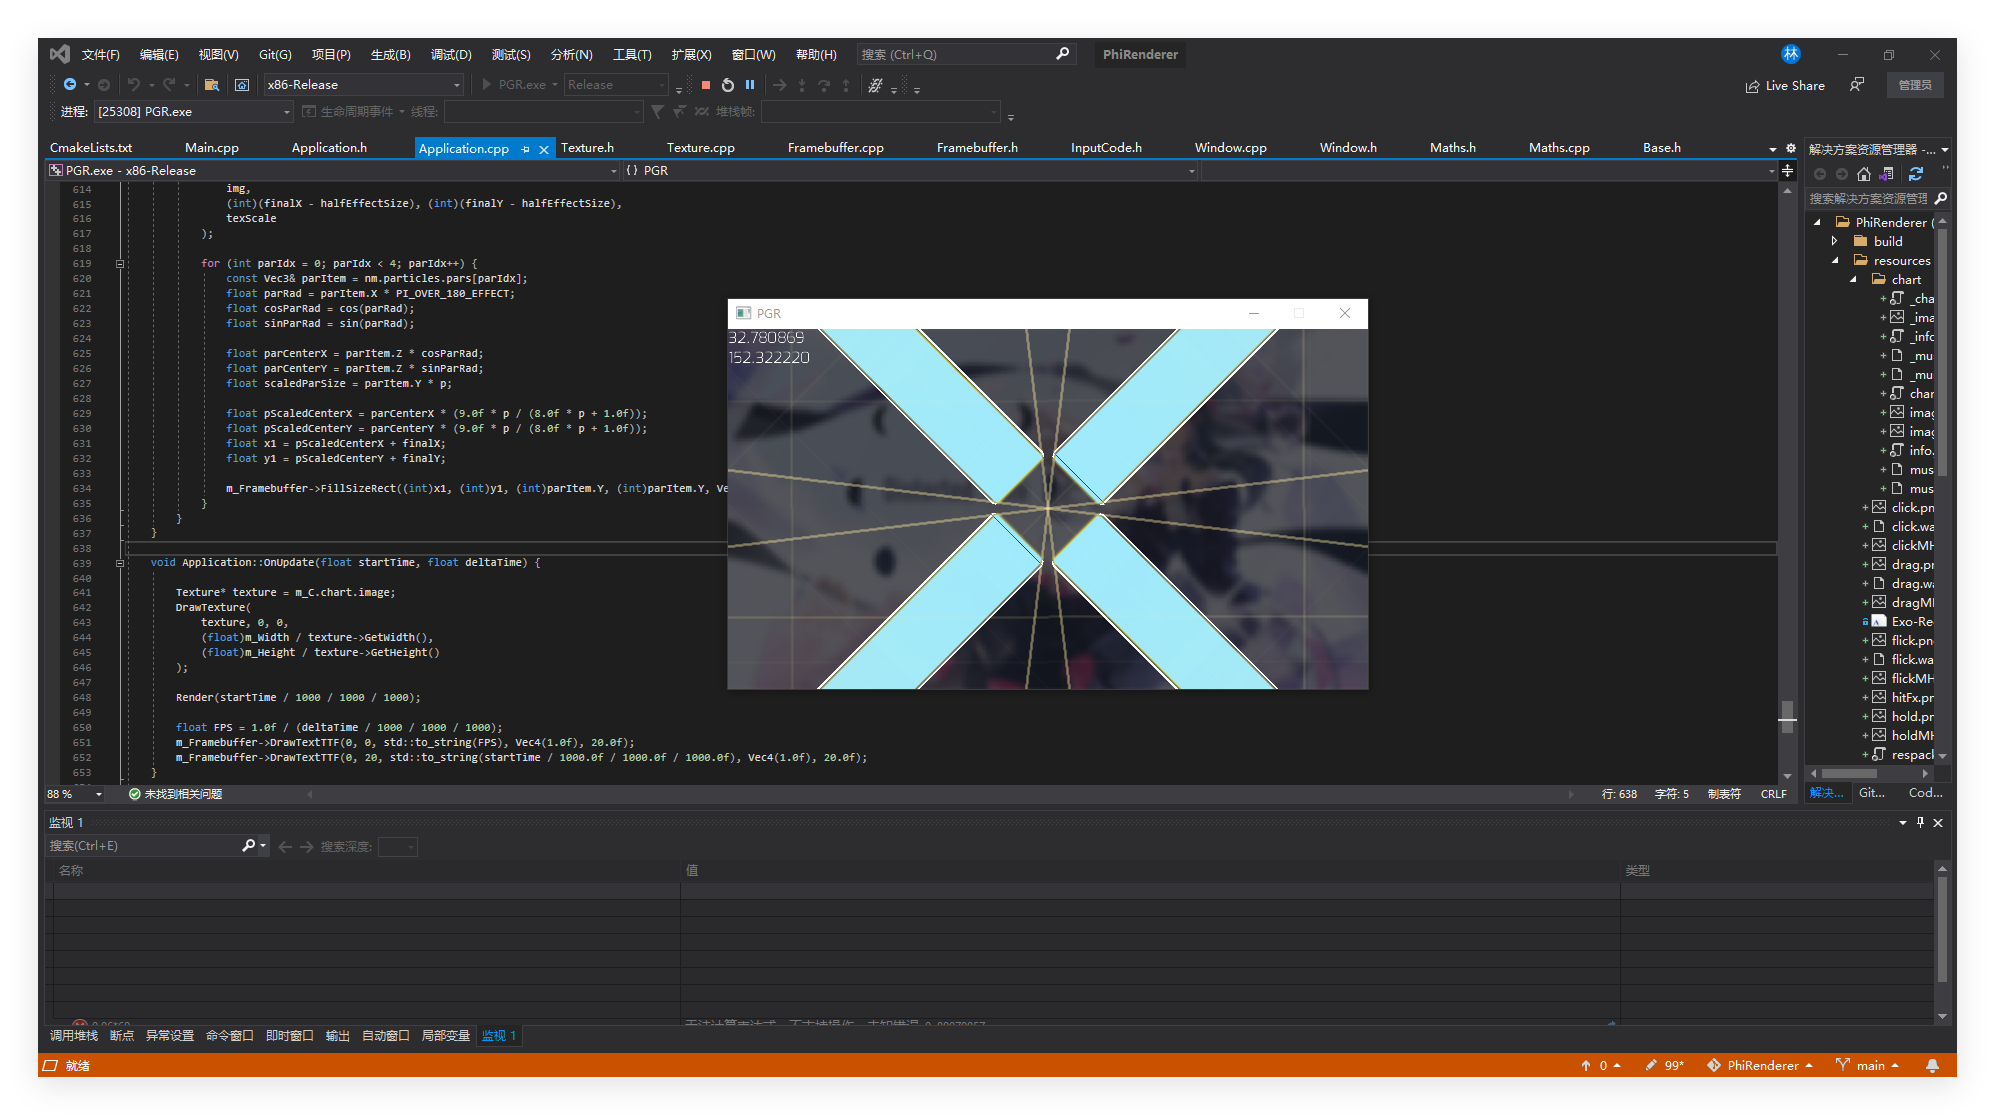 文件(F) 编辑(E) 视图(V) Git(G) 项目(P) 生成(B) 调试(D) 测试(S) 分析(N) 工具(T) 扩展(X) 窗口(W) 帮助(H) 搜索 (Ctrl+Q) PhiRenderer 林
x86-Release PGR.exe Release Live Share 管理员
进程: [25308] PGR.exe 生命周期事件 线程: 堆栈帧:
CmakeLists.txt Main.cpp Application.h Application.cpp Texture.h Texture.cpp Framebuffer.cpp Framebuffer.h InputCode.h Window.cpp Window.h Maths.h Maths.cpp Base.h
PGR.exe - x86-Release {} PGR
614 img,
615 (int)(finalX - halfEffectSize), (int)(finalY - halfEffectSize),
616 texScale
617 );
618
619 for (int parIdx = 0; parIdx < 4; parIdx++) {
620 const Vec3& parItem = nm.particles.pars[parIdx];
621 float parRad = parItem.X * PI_OVER_180_EFFECT;
622 float cosParRad = cos(parRad);
623 float sinParRad = sin(parRad);
624
625 float parCenterX = parItem.Z * cosParRad;
626 float parCenterY = parItem.Z * sinParRad;
627 float scaledParSize = parItem.Y * p;
628
629 float pScaledCenterX = parCenterX * (9.0f * p / (8.0f * p + 1.0f));
630 float pScaledCenterY = parCenterY * (9.0f * p / (8.0f * p + 1.0f));
631 float x1 = pScaledCenterX + finalX;
632 float y1 = pScaledCenterY + finalY;
633
634 m_Framebuffer->FillSizeRect((int)x1, (int)y1, (int)parItem.Y, (int)parItem.Y, Ve
635 }
636 }
637 }
638
639 void Application::OnUpdate(float startTime, float deltaTime) {
640
641 Texture* texture = m_C.chart.image;
642 DrawTexture(
643 texture, 0, 0,
644 (float)m_Width / texture->GetWidth(),
645 (float)m_Height / texture->GetHeight()
646 );
647
648 Render(startTime / 1000 / 1000 / 1000);
649
650 float FPS = 1.0f / (deltaTime / 1000 / 1000 / 1000);
651 m_Framebuffer->DrawTextTTF(0, 0, std::to_string(FPS), Vec4(1.0f), 20.0f);
652 m_Framebuffer->DrawTextTTF(0, 20, std::to_string(startTime / 1000.0f / 1000.0f / 1000.0f), Vec4(1.0f), 20.0f);
653 }
PGR
32.780869
152.322220
解决方案资源管理器 -...
搜索解决方案资源管理
PhiRenderer (
build
resources
chart
_cha
_ima
_info
_mu
_mu
char
imag
imag
info.
mus
mus
click.pn
click.wa
clickMH
drag.pn
drag.wa
dragMH
Exo-Re
flick.pn
flick.wa
flickMH
hitFx.pn
hold.pn
holdMH
respack
解决... Git... Cod...
88 % 未找到相关问题 行: 638 字符: 5 制表符 CRLF
监视 1
搜索(Ctrl+E) 搜索深度:
名称 值 类型
调用堆栈 断点 异常设置 命令窗口 即时窗口 输出 自动窗口 局部变量 监视 1
就绪 0 99* PhiRenderer main